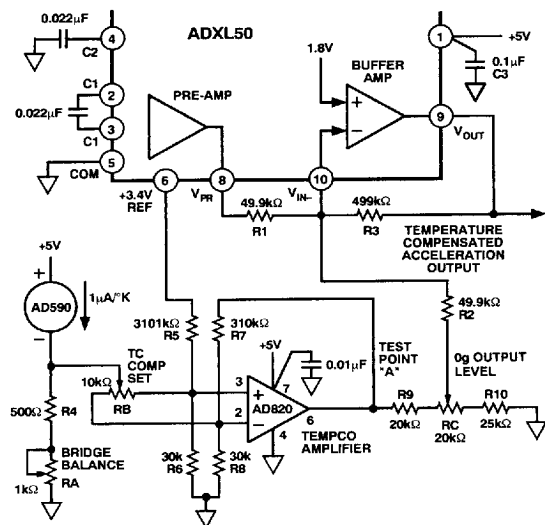 ADXL50
0.022µF
C2
4
1
+5V
0.1µF
C3
1.8V
BUFFER
AMP
+
−
9
V_OUT
C1
2
0.022µF
3
C1
5
COM
PRE-AMP
6
+3.4V
REF
8
V_PR
10
V_IN−
49.9kΩ
R1
499kΩ
R3
TEMPERATURE
COMPENSATED
ACCELERATION
OUTPUT
+5V
+
AD590
−
1µA/°K
3101kΩ
R5
310kΩ
R7
49.9kΩ
R2
TC
COMP
SET
10kΩ
RB
+5V
0.01µF
TEST
POINT
"A"
0g OUTPUT
LEVEL
3
+
7
AD820
2
−
4
6
TEMPCO
AMPLIFIER
R9
20kΩ
RC
20kΩ
R10
25kΩ
500Ω
R4
BRIDGE
BALANCE
RA
1kΩ
30k
R6
30k
R8